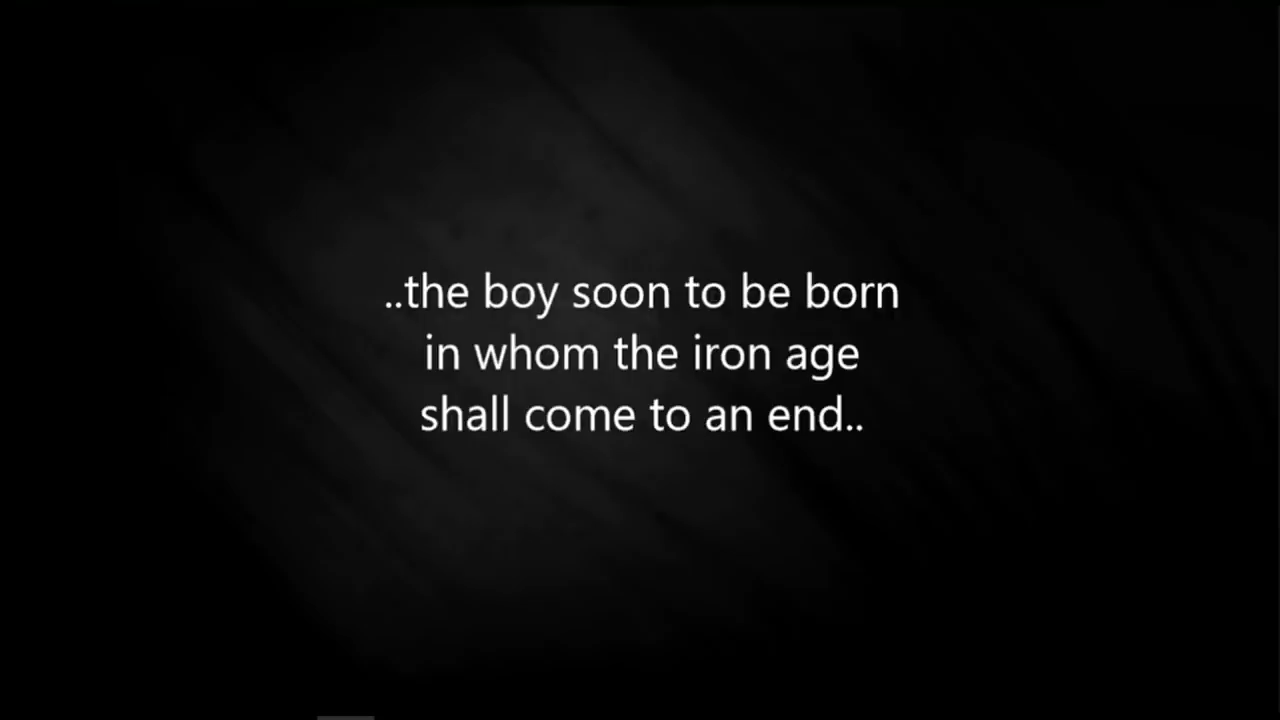 ..the boy soon to be born
in whom the iron age
shall come to an end..